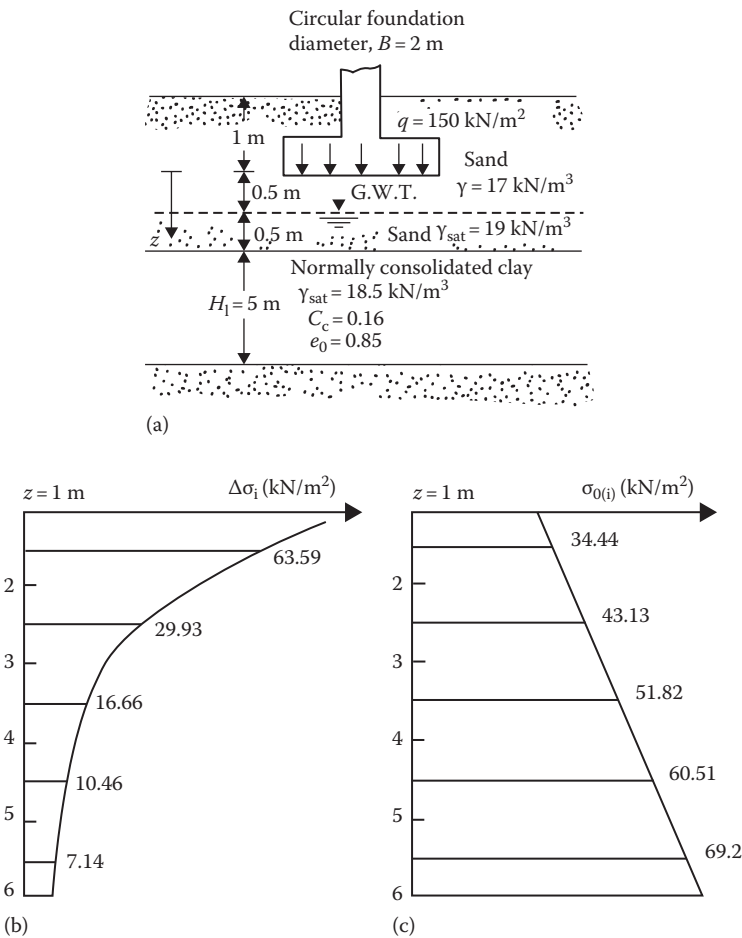 Circular foundation
diameter, B = 2 m
q = 150 kN/m²
1 m
Sand
γ = 17 kN/m³
0.5 m
G.W.T.
z
0.5 m
Sand γsat = 19 kN/m³
Normally consolidated clay
γsat = 18.5 kN/m³
Hl = 5 m
Cc = 0.16
e0 = 0.85
(a)
z = 1 m
Δσi (kN/m²)
63.59
2
29.93
3
16.66
4
10.46
5
7.14
6
(b)
z = 1 m
σ0(i) (kN/m²)
34.44
2
43.13
3
51.82
4
60.51
5
69.2
6
(c)